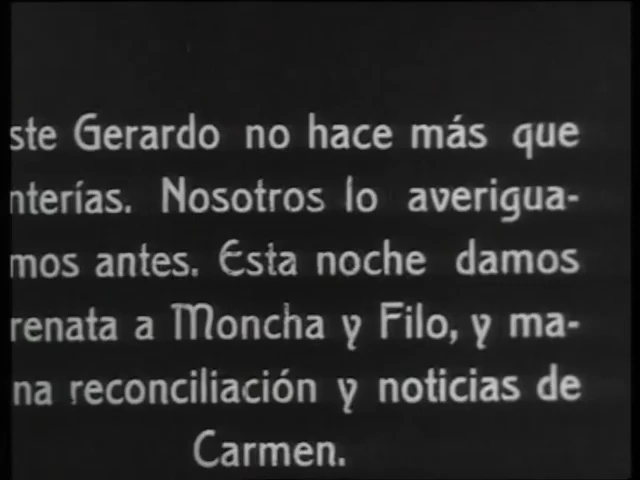 ste Gerardo no hace más que
nterías. Nosotros lo averigua-
mos antes. Esta noche damos
renata a Moncha y Filo, y ma-
na reconciliación y noticias de
Carmen.